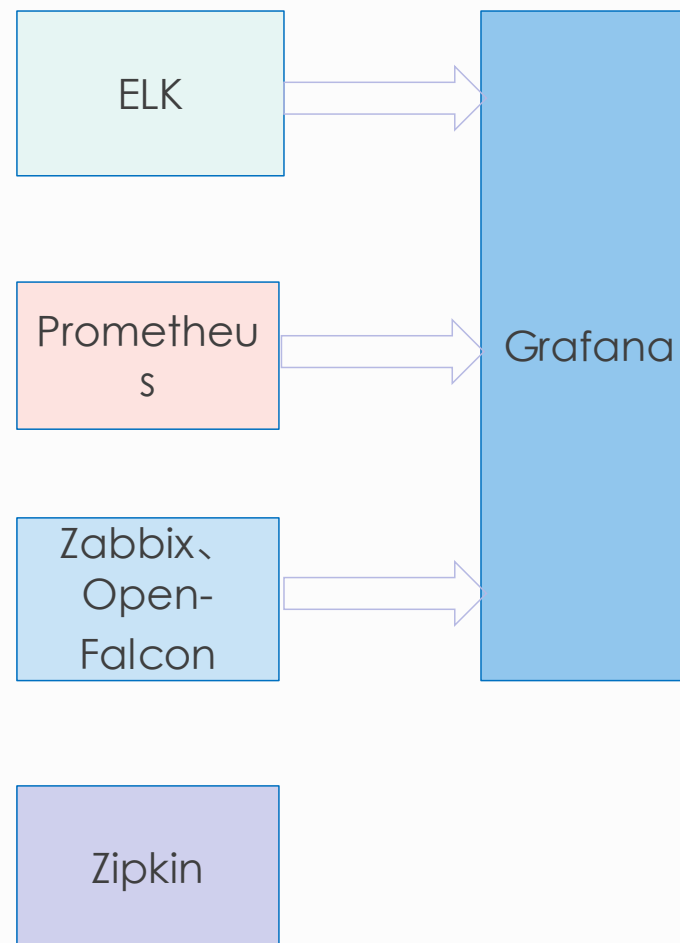 ELK
Prometheu
s
Grafana
Zabbix、
Open-
Falcon
Zipkin